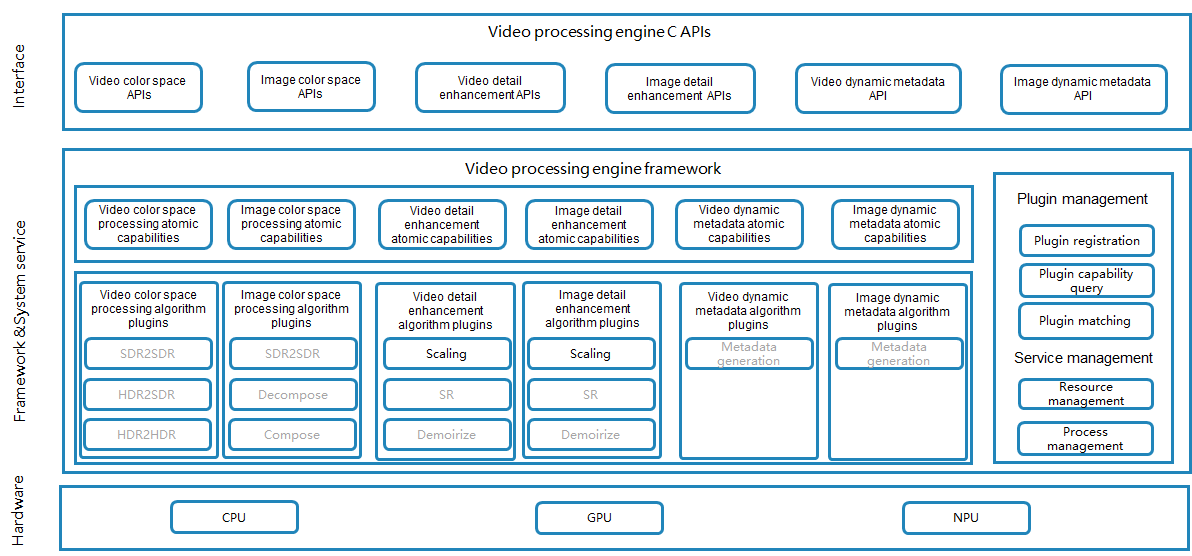 Interface
Video processing engine C APIs
Video color space
APIs
Image color space
APIs
Video detail
enhancement APIs
Image detail
enhancement APIs
Video dynamic metadata
API
Image dynamic metadata
API
Framework &System service
Video processing engine framework
Video color space
processing atomic
capabilities
Image color space
processing atomic
capabilities
Video detail
enhancement
atomic capabilities
Image detail
enhancement
atomic capabilities
Video dynamic
metadata atomic
capabilities
Image dynamic
metadata atomic
capabilities
Video color space
processing algorithm
plugins
SDR2SDR
HDR2SDR
HDR2HDR
Image color space
processing algorithm
plugins
SDR2SDR
Decompose
Compose
Video detail
enhancement
algorithm plugins
Scaling
SR
Demoirize
Image detail
enhancement
algorithm plugins
Scaling
SR
Demoirize
Video dynamic
metadata algorithm
plugins
Metadata
generation
Image dynamic
metadata algorithm
plugins
Metadata
generation
Plugin management
Plugin registration
Plugin capability
query
Plugin matching
Service management
Resource
management
Process
management
Hardware
CPU
GPU
NPU